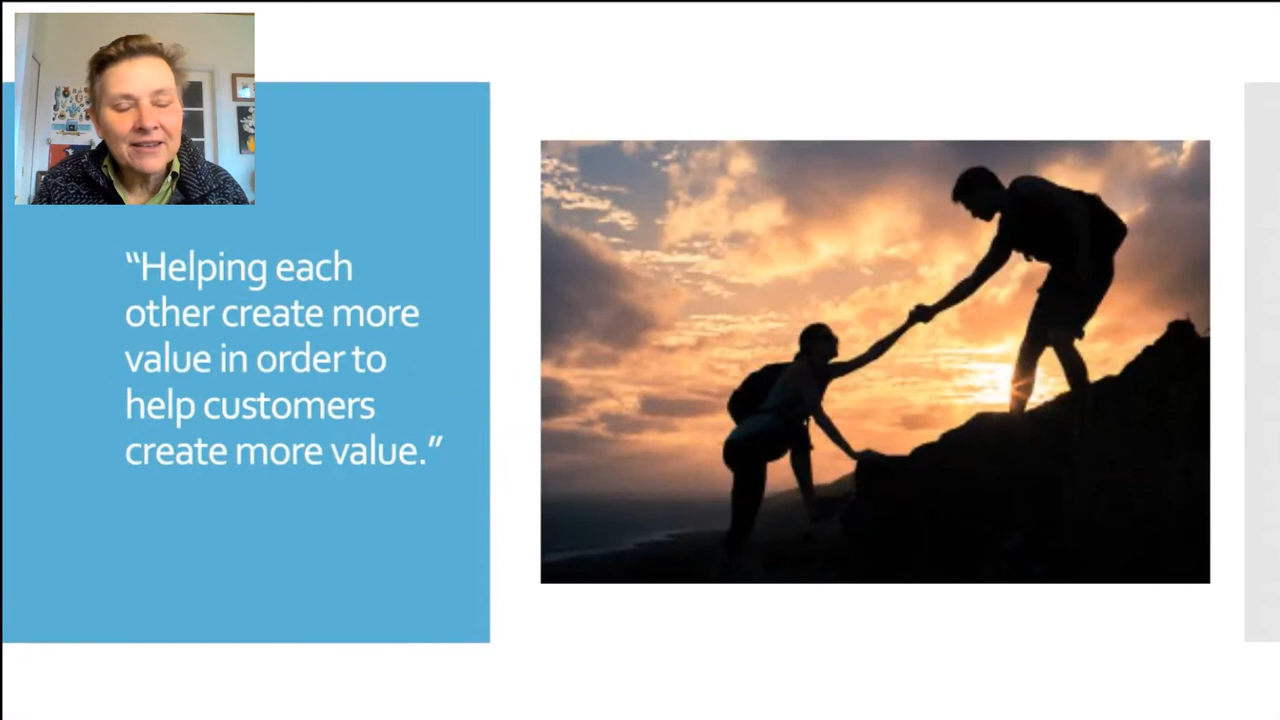 “Helping each
other create more
value in order to
help customers
create more value.”